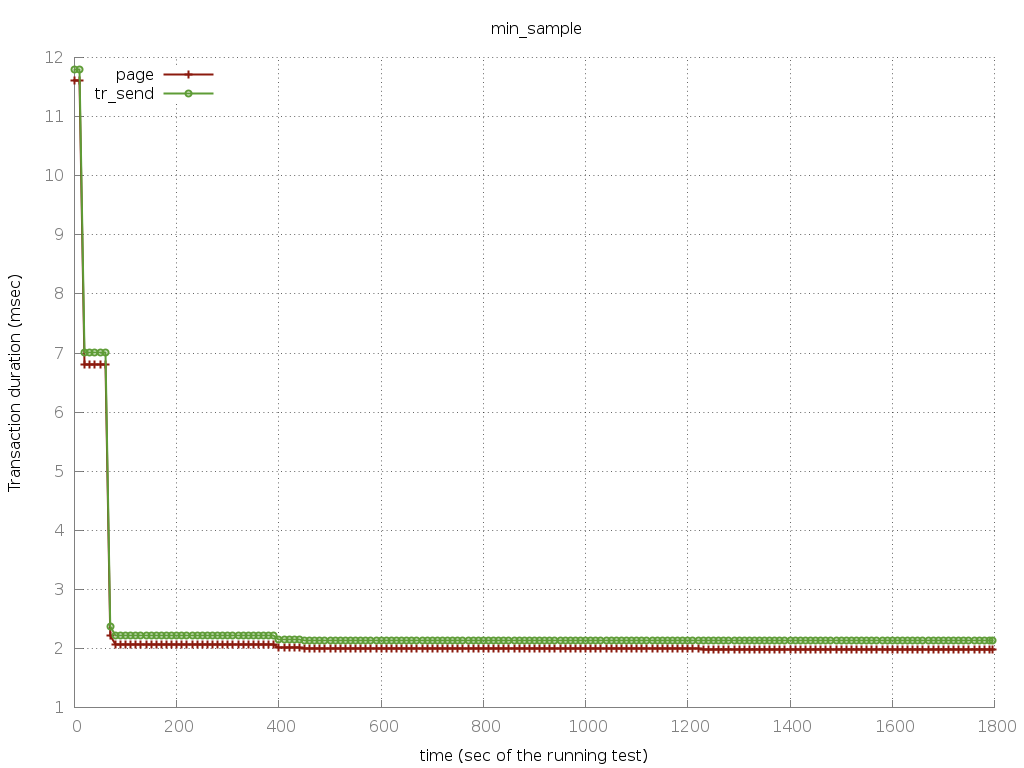 min_sample
page
tr_send
12
11
10
9
8
7
6
5
4
3
2
1
Transaction duration (msec)
0 200 400 600 800 1000 1200 1400 1600 1800
time (sec of the running test)